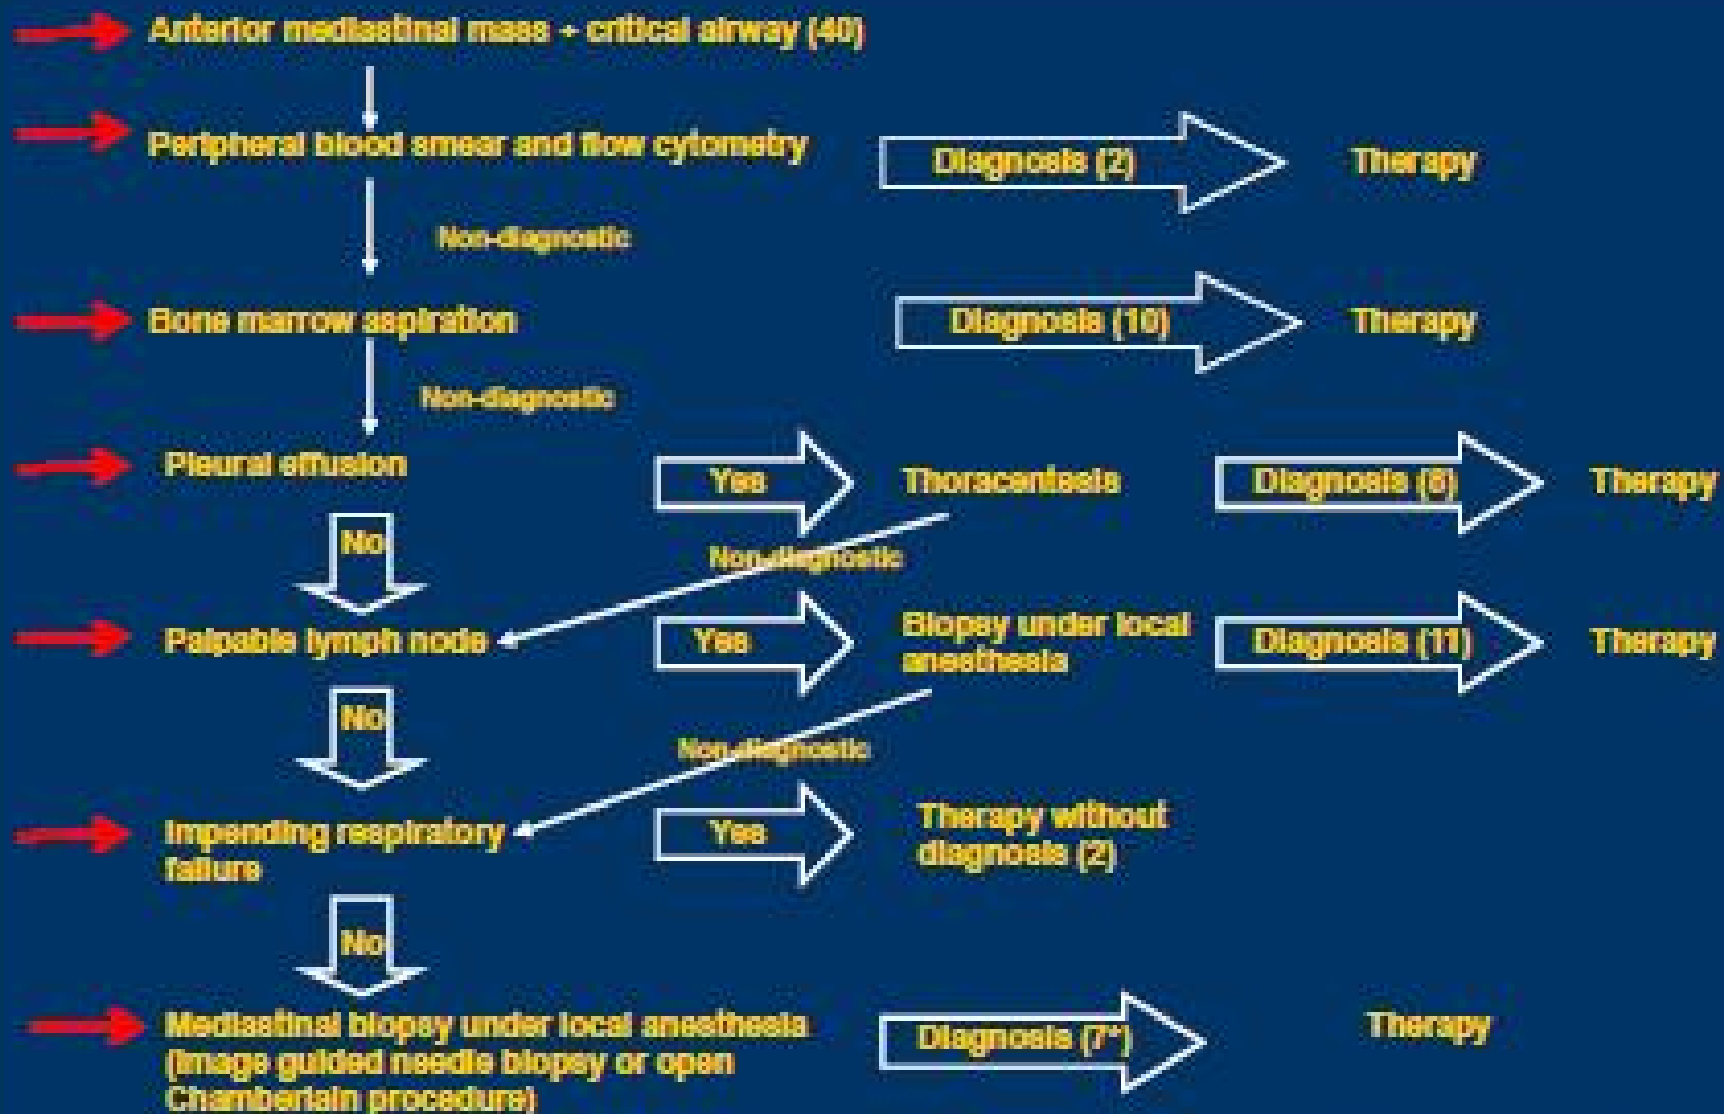 Anterior mediastinal mass + critical airway (40)
Peripheral blood smear and flow cytometry
Diagnosis (2)
Therapy
Non-diagnostic
Bone marrow aspiration
Diagnosis (10)
Therapy
Non-diagnostic
Pleural effusion
Yes
Thoracentesis
Diagnosis (8)
Therapy
No
Non-diagnostic
Palpable lymph node
Yes
Biopsy under local
anesthesia
Diagnosis (11)
Therapy
No
Non-diagnostic
Impending respiratory
failure
Yes
Therapy without
diagnosis (2)
No
Mediastinal biopsy under local anesthesia
(image guided needle biopsy or open
Chamberlain procedure)
Diagnosis (7*)
Therapy